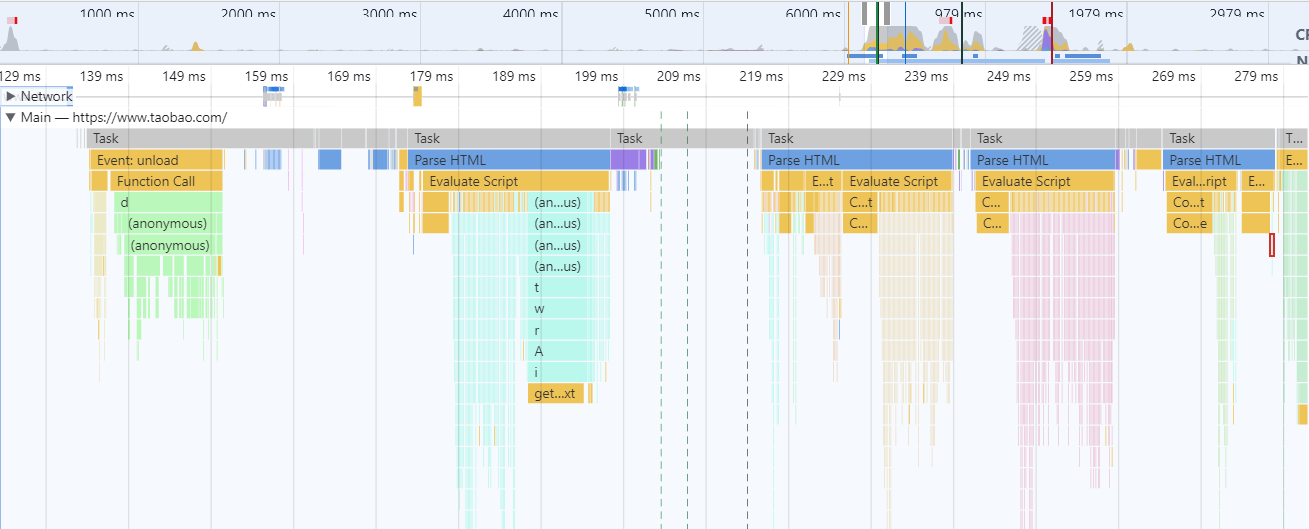 1000 ms 2000 ms 3000 ms 4000 ms 5000 ms 6000 ms 979 ms 1979 ms 2979 ms
129 ms 139 ms 149 ms 159 ms 169 ms 179 ms 189 ms 199 ms 209 ms 219 ms 229 ms 239 ms 249 ms 259 ms 269 ms 279 ms
Network
Main — https://www.taobao.com/
Task Task Task Task Task Task T...
Event: unload Parse HTML Parse HTML Parse HTML Parse HTML E...
Function Call Evaluate Script E...t Evaluate Script Evaluate Script Eval...ript E...
d (an...us) C...t C... Co...t
(anonymous) (an...us) C... C... Co...e
(anonymous) (an...us)
(an...us)
t
w
r
A
i
get...xt